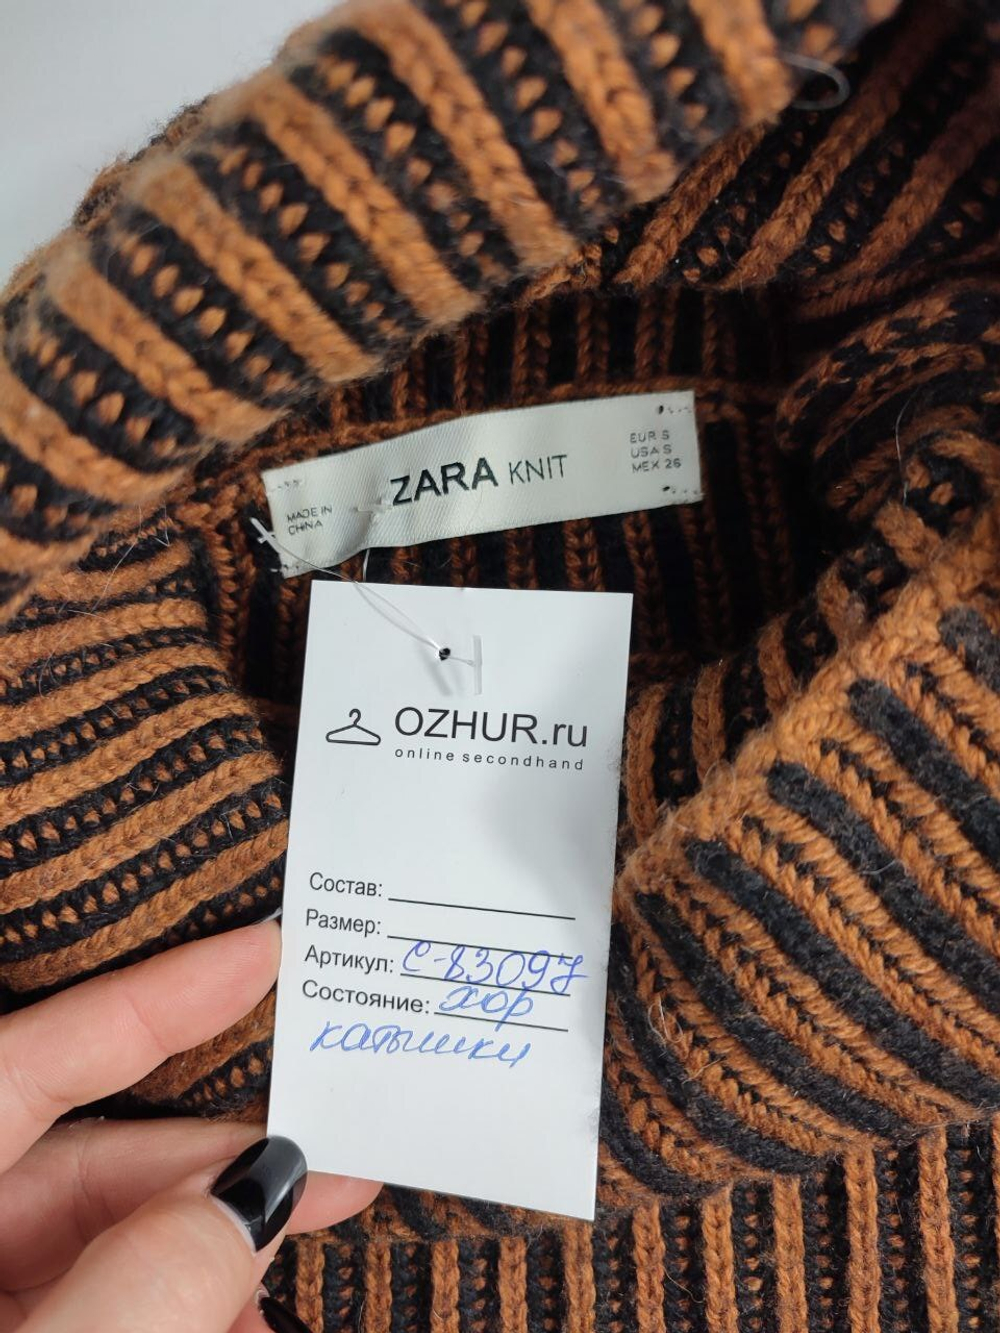 ZARA KNIT
MADE IN
CHINA
EUR S
USA S
MEX 26
OZHUR.ru
online secondhand
Состав:
Размер:
Артикул: С-83097
Состояние: хор
катышки